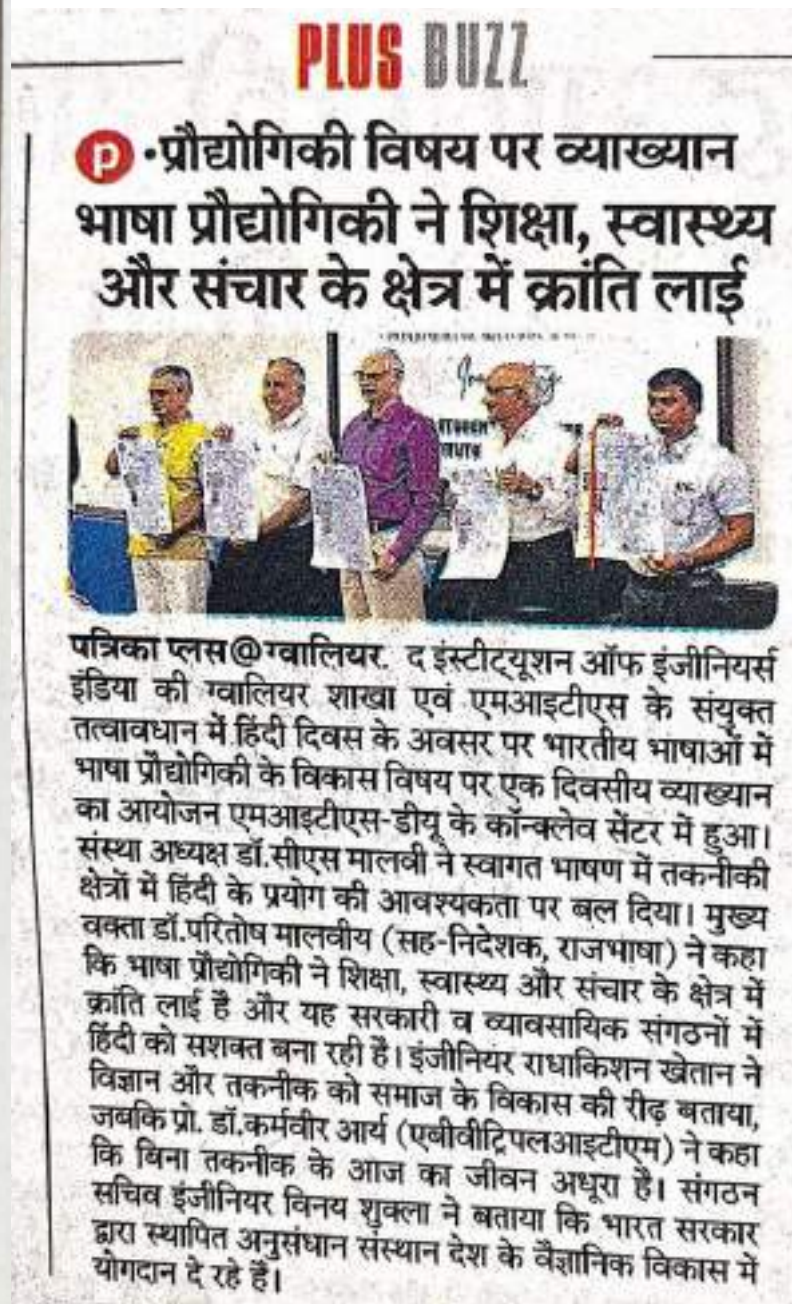 PLUS BUZZ
p •प्रौद्योगिकी विषय पर व्याख्यान
भाषा प्रौद्योगिकी ने शिक्षा, स्वास्थ्य
और संचार के क्षेत्र में क्रांति लाई
पत्रिका प्लस@ग्वालियर. द इंस्टीट्यूशन ऑफ इंजीनियर्स
इंडिया की ग्वालियर शाखा एवं एमआइटीएस के संयुक्त
तत्वावधान में हिंदी दिवस के अवसर पर भारतीय भाषाओं में
भाषा प्रौद्योगिकी के विकास विषय पर एक दिवसीय व्याख्यान
का आयोजन एमआइटीएस-डीयू के कॉन्क्लेव सेंटर में हुआ।
संस्था अध्यक्ष डॉ.सीएस मालवी ने स्वागत भाषण में तकनीकी
क्षेत्रों में हिंदी के प्रयोग की आवश्यकता पर बल दिया। मुख्य
वक्ता डॉ.परितोष मालवीय (सह-निदेशक, राजभाषा) ने कहा
कि भाषा प्रौद्योगिकी ने शिक्षा, स्वास्थ्य और संचार के क्षेत्र में
क्रांति लाई है और यह सरकारी व व्यावसायिक संगठनों में
हिंदी को सशक्त बना रही है। इंजीनियर राधाकिशन खेतान ने
विज्ञान और तकनीक को समाज के विकास की रीढ़ बताया,
जबकि प्रो. डॉ.कर्मवीर आर्य (एबीवीट्रिपलआइटीएम) ने कहा
कि बिना तकनीक के आज का जीवन अधूरा है। संगठन
सचिव इंजीनियर विनय शुक्ला ने बताया कि भारत सरकार
द्वारा स्थापित अनुसंधान संस्थान देश के वैज्ञानिक विकास में
योगदान दे रहे हैं।